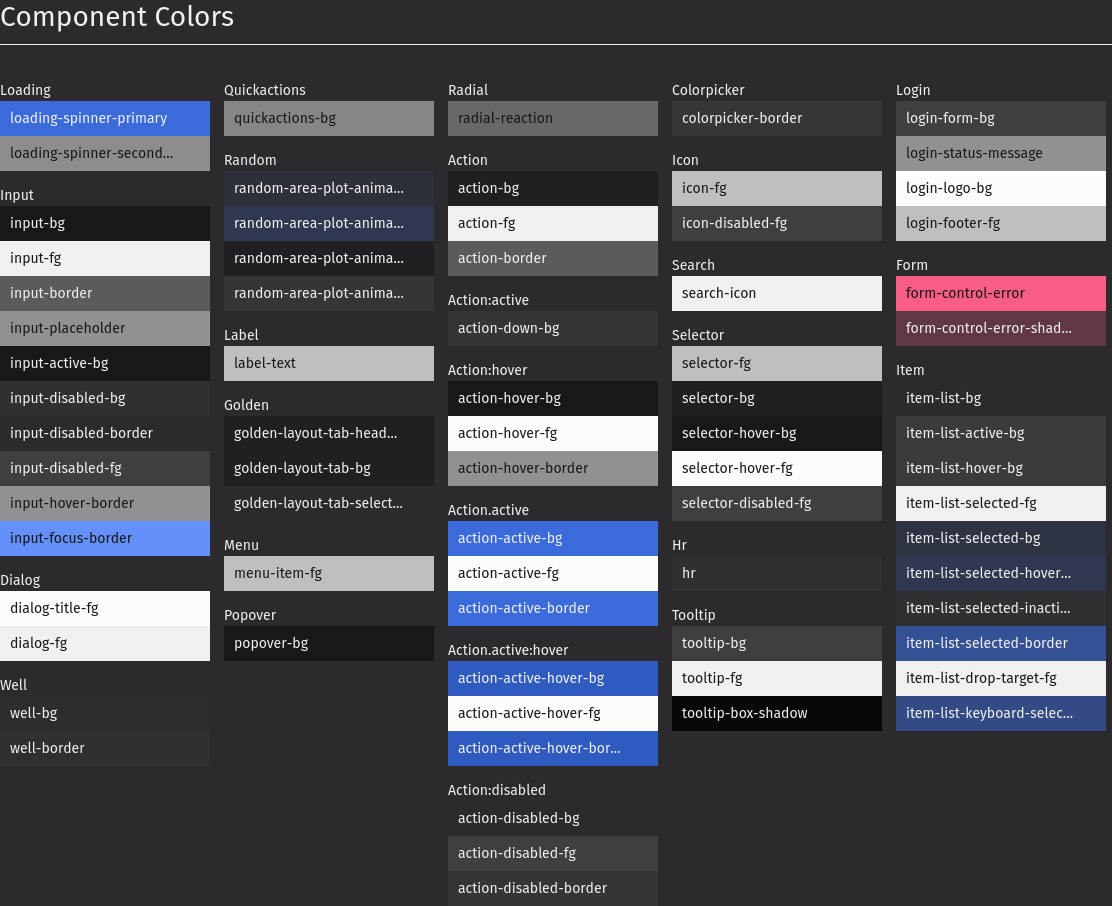 Component Colors
Loading
loading-spinner-primary
loading-spinner-second...
Input
input-bg
input-fg
input-border
input-placeholder
input-active-bg
input-disabled-bg
input-disabled-border
input-disabled-fg
input-hover-border
input-focus-border
Dialog
dialog-title-fg
dialog-fg
Well
well-bg
well-border
Quickactions
quickactions-bg
Random
random-area-plot-anima...
random-area-plot-anima...
random-area-plot-anima...
random-area-plot-anima...
Label
label-text
Golden
golden-layout-tab-head...
golden-layout-tab-bg
golden-layout-tab-select...
Menu
menu-item-fg
Popover
popover-bg
Radial
radial-reaction
Action
action-bg
action-fg
action-border
Action:active
action-down-bg
Action:hover
action-hover-bg
action-hover-fg
action-hover-border
Action.active
action-active-bg
action-active-fg
action-active-border
Action.active:hover
action-active-hover-bg
action-active-hover-fg
action-active-hover-bor...
Action:disabled
action-disabled-bg
action-disabled-fg
action-disabled-border
Colorpicker
colorpicker-border
Icon
icon-fg
icon-disabled-fg
Search
search-icon
Selector
selector-fg
selector-bg
selector-hover-bg
selector-hover-fg
selector-disabled-fg
Hr
hr
Tooltip
tooltip-bg
tooltip-fg
tooltip-box-shadow
Login
login-form-bg
login-status-message
login-logo-bg
login-footer-fg
Form
form-control-error
form-control-error-shad...
Item
item-list-bg
item-list-active-bg
item-list-hover-bg
item-list-selected-fg
item-list-selected-bg
item-list-selected-hover...
item-list-selected-inacti...
item-list-selected-border
item-list-drop-target-fg
item-list-keyboard-selec...